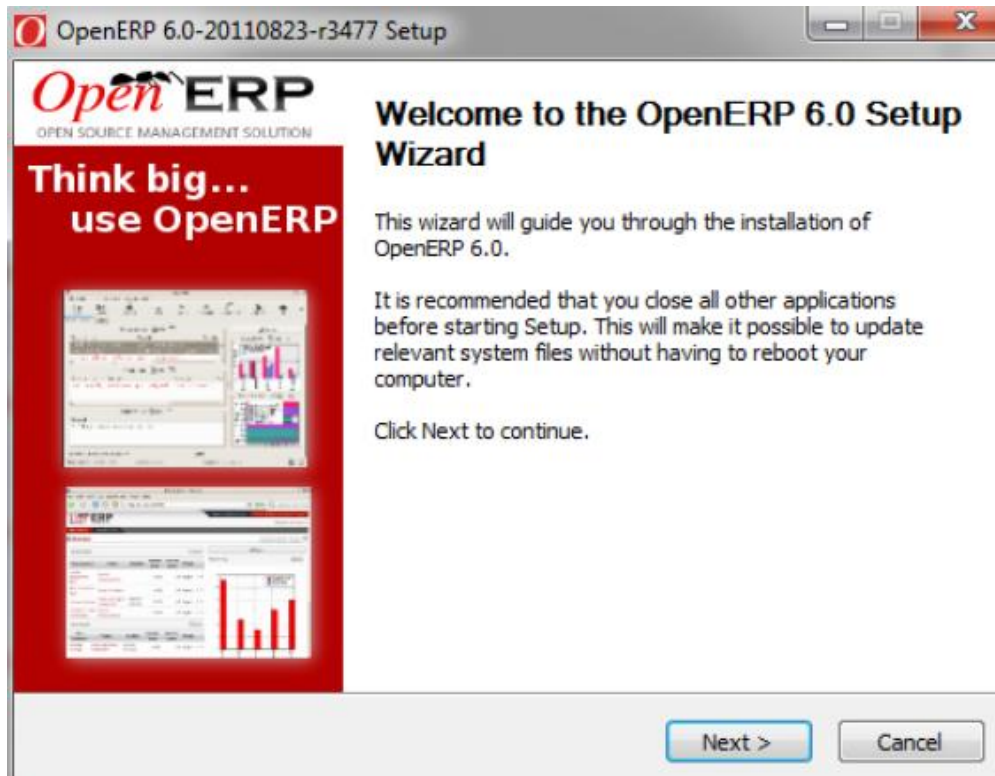 OpenERP 6.0-20110823-r3477 Setup
Open ERP
OPEN SOURCE MANAGEMENT SOLUTION
Think big...
use OpenERP
Welcome to the OpenERP 6.0 Setup
Wizard
This wizard will guide you through the installation of
OpenERP 6.0.
It is recommended that you close all other applications
before starting Setup. This will make it possible to update
relevant system files without having to reboot your
computer.
Click Next to continue.
ERP
Next >
Cancel